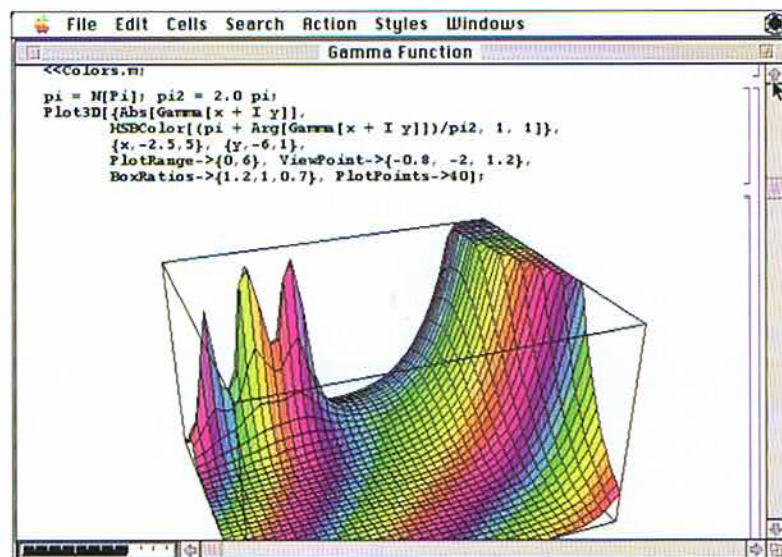 File Edit Cells Search Action Styles Windows
Gamma Function
<<Colors.m;
pi = N[Pi]; pi2 = 2.0 pi;
Plot3D[{Abs[Gamma[x + I y]],
HSBColor[(pi + Arg[Gamma[x + I y]])/pi2, 1, 1]},
{x,-2.5,5}, {y,-6,1},
PlotRange->{0,6}, ViewPoint->{-0.8, -2, 1.2},
BoxRatios->{1.2,1,0.7}, PlotPoints->40];